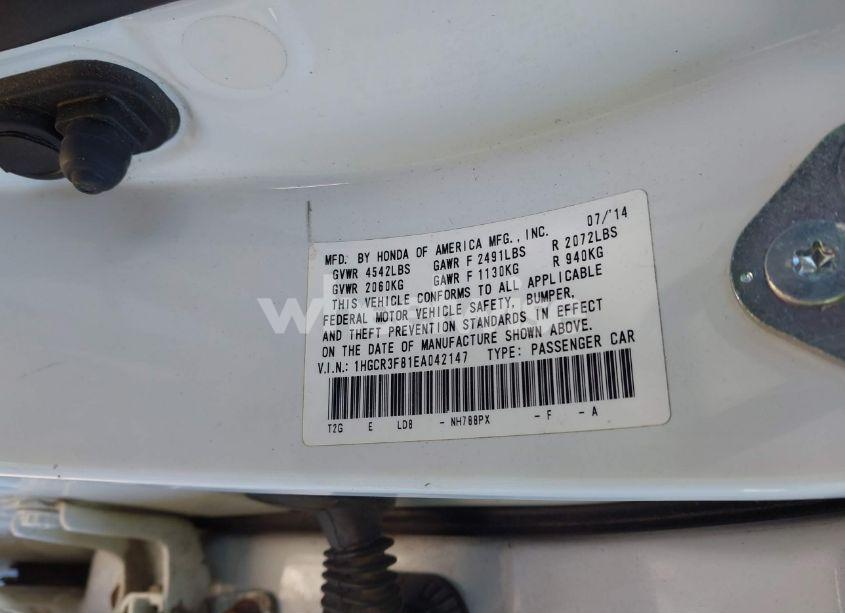 07/'14
MFD. BY HONDA OF AMERICA MFG., INC.
GVWR 4542LBS GAWR F 2491LBS R 2072LBS
GVWR 2060KG GAWR F 1130KG R 940KG
THIS VEHICLE CONFORMS TO ALL APPLICABLE
FEDERAL MOTOR VEHICLE SAFETY, BUMPER,
AND THEFT PREVENTION STANDARDS IN EFFECT
ON THE DATE OF MANUFACTURE SHOWN ABOVE.
V.I.N.: 1HGCR3F81EA042147 TYPE: PASSENGER CAR
T2G E LD8 - NH788PX - F - A